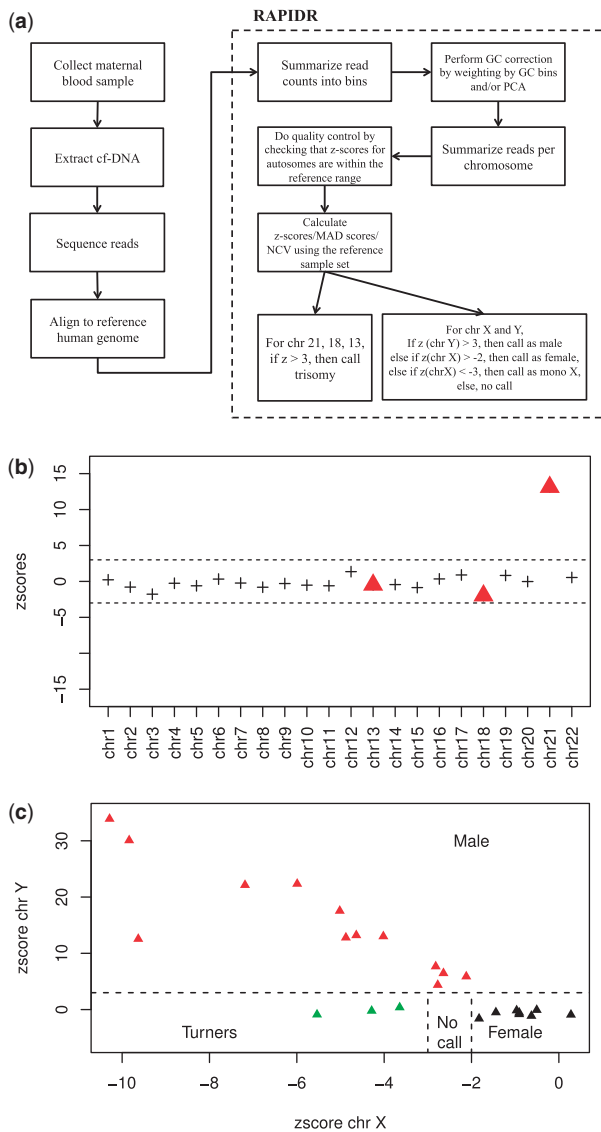 (a)
RAPIDR
Collect maternal
blood sample
Extract cf-DNA
Sequence reads
Align to reference
human genome
Summarize read
counts into bins
Perform GC correction
by weighting by GC bins
and/or PCA
Do quality control by
checking that z-scores for
autosomes are within the
reference range
Summarize reads per
chromosome
Calculate
z-scores/MAD scores/
NCV using the reference
sample set
For chr 21, 18, 13,
if z > 3, then call
trisomy
For chr X and Y,
If z (chr Y) > 3, then call as male
else if z(chr X) > -2, then call as female,
else if z(chrX) < -3, then call as mono X,
else, no call
(b)
zscores
15
5
0
−5
−15
chr1
chr2
chr3
chr4
chr5
chr6
chr7
chr8
chr9
chr10
chr11
chr12
chr13
chr14
chr15
chr16
chr17
chr18
chr19
chr20
chr21
chr22
(c)
zscore chr Y
30
20
10
0
Male
Turners
No
call
Female
−10
−8
−6
−4
−2
0
zscore chr X